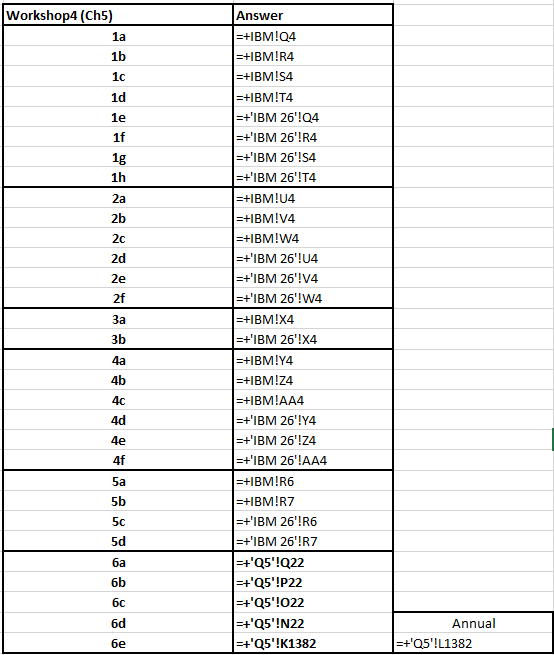 Workshop4 (Ch5) Answer
1a =+IBM!Q4
1b =+IBM!R4
1c =+IBM!S4
1d =+IBM!T4
1e =+'IBM 26'!Q4
1f =+'IBM 26'!R4
1g =+'IBM 26'!S4
1h =+'IBM 26'!T4
2a =+IBM!U4
2b =+IBM!V4
2c =+IBM!W4
2d =+'IBM 26'!U4
2e =+'IBM 26'!V4
2f =+'IBM 26'!W4
3a =+IBM!X4
3b =+'IBM 26'!X4
4a =+IBM!Y4
4b =+IBM!Z4
4c =+IBM!AA4
4d =+'IBM 26'!Y4
4e =+'IBM 26'!Z4
4f =+'IBM 26'!AA4
5a =+IBM!R6
5b =+IBM!R7
5c =+'IBM 26'!R6
5d =+'IBM 26'!R7
6a =+'Q5'!Q22
6b =+'Q5'!P22
6c =+'Q5'!O22
6d =+'Q5'!N22 Annual
6e =+'Q5'!K1382 =+'Q5'!L1382